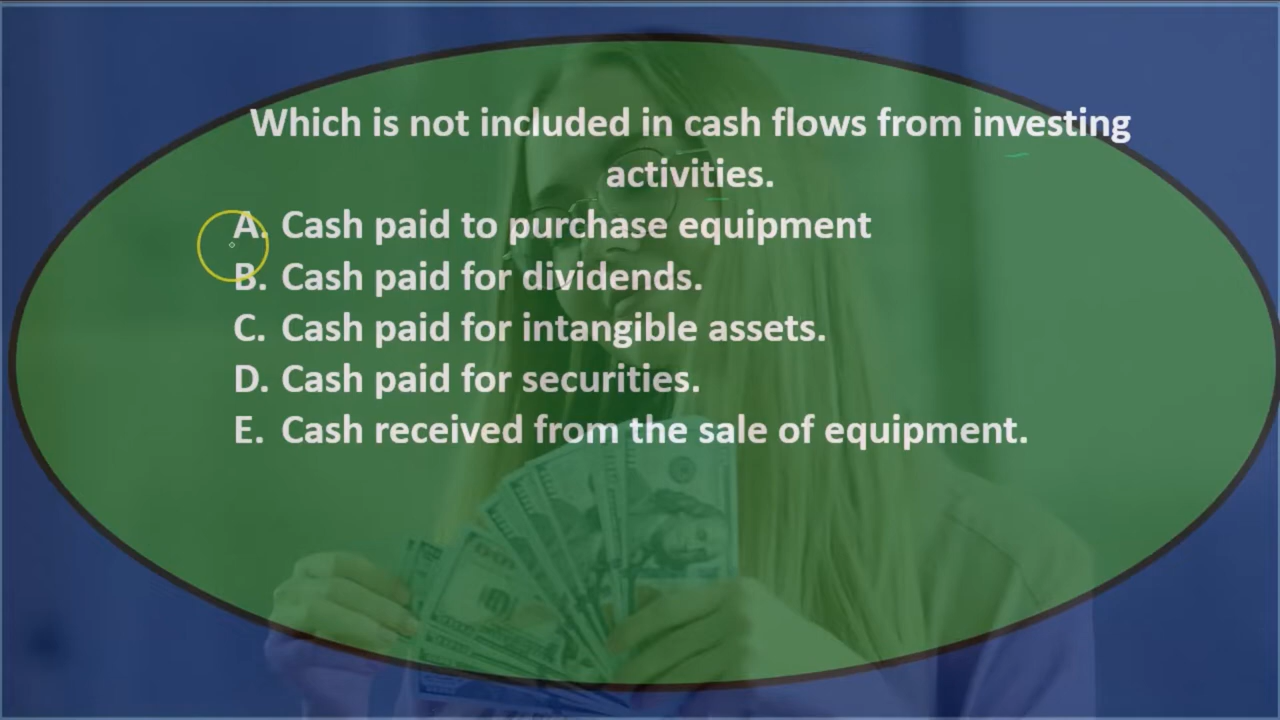 Which is not included in cash flows from investing
activities.
A. Cash paid to purchase equipment
B. Cash paid for dividends.
C. Cash paid for intangible assets.
D. Cash paid for securities.
E. Cash received from the sale of equipment.